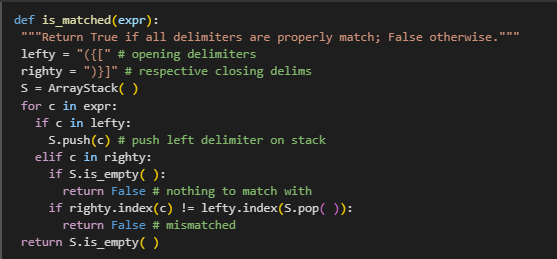 def is_matched(expr):
"""Return True if all delimiters are properly match; False otherwise."""
lefty = "({[" # opening delimiters
righty = ")}]" # respective closing delims
S = ArrayStack( )
for c in expr:
if c in lefty:
S.push(c) # push left delimiter on stack
elif c in righty:
if S.is_empty( ):
return False # nothing to match with
if righty.index(c) != lefty.index(S.pop( )):
return False # mismatched
return S.is_empty( )